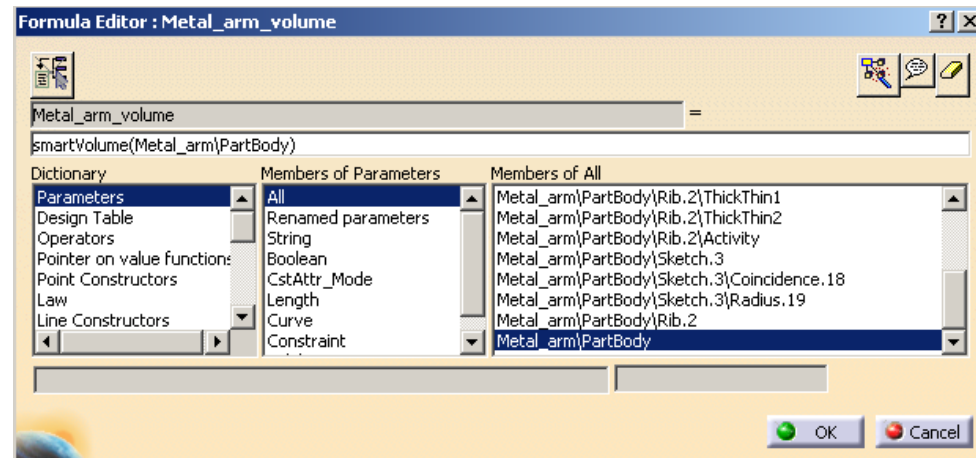 Formula Editor : Metal_arm_volume
Metal_arm_volume =
smartVolume(Metal_arm\PartBody)
Dictionary
Parameters
Design Table
Operators
Pointer on value functions
Point Constructors
Law
Line Constructors
Members of Parameters
All
Renamed parameters
String
Boolean
CstAttr_Mode
Length
Curve
Constraint
Members of All
Metal_arm\PartBody\Rib.2\ThickThin1
Metal_arm\PartBody\Rib.2\ThickThin2
Metal_arm\PartBody\Rib.2\Activity
Metal_arm\PartBody\Sketch.3
Metal_arm\PartBody\Sketch.3\Coincidence.18
Metal_arm\PartBody\Sketch.3\Radius.19
Metal_arm\PartBody\Rib.2
Metal_arm\PartBody
OK Cancel